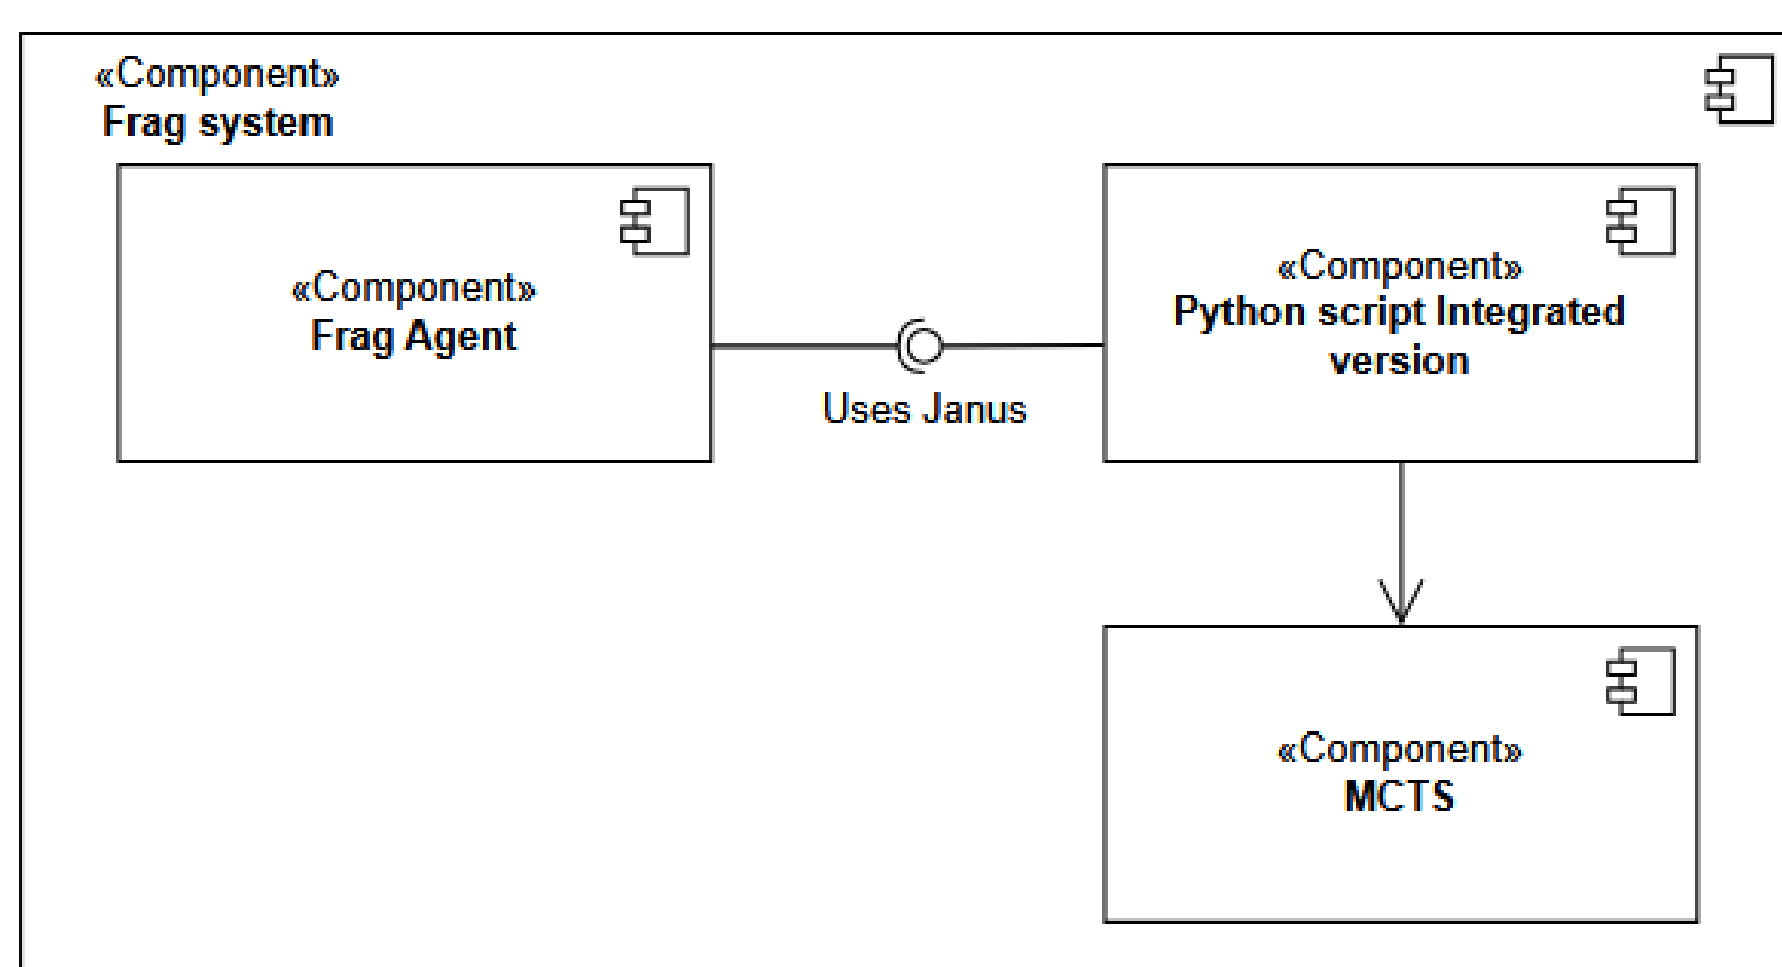 «Component»
Frag system
«Component»
Frag Agent
Uses Janus
«Component»
Python script Integrated
version
«Component»
MCTS